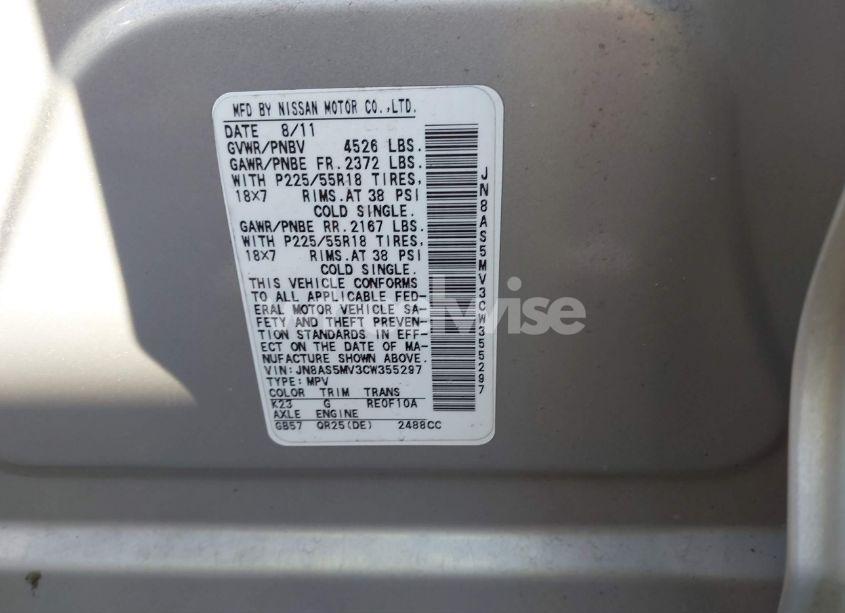 MFD BY NISSAN MOTOR CO.,LTD.
DATE 8/11
GVWR/PNBV 4526 LBS.
GAWR/PNBE FR. 2372 LBS.
WITH P225/55R18 TIRES,
18X7 RIMS.AT 38 PSI
COLD SINGLE.
GAWR/PNBE RR. 2167 LBS.
WITH P225/55R18 TIRES,
18X7 RIMS.AT 38 PSI
COLD SINGLE.
THIS VEHICLE CONFORMS
TO ALL APPLICABLE FED-
ERAL MOTOR VEHICLE SA-
FETY AND THEFT PREVEN-
TION STANDARDS IN EFF-
ECT ON THE DATE OF MA-
NUFACTURE SHOWN ABOVE.
VIN: JN8AS5MV3CW355297
TYPE: MPV
COLOR TRIM TRANS
K23 G RE0F10A
AXLE ENGINE
GB57 QR25(DE) 2488CC
JN8AS5MV3CW355297